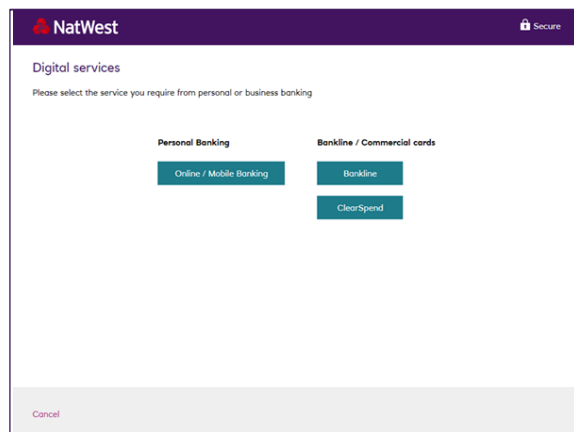 NatWest
Secure
Digital services
Please select the service you require from personal or business banking
Personal Banking
Bankline / Commercial cards
Online / Mobile Banking
Bankline
ClearSpend
Cancel